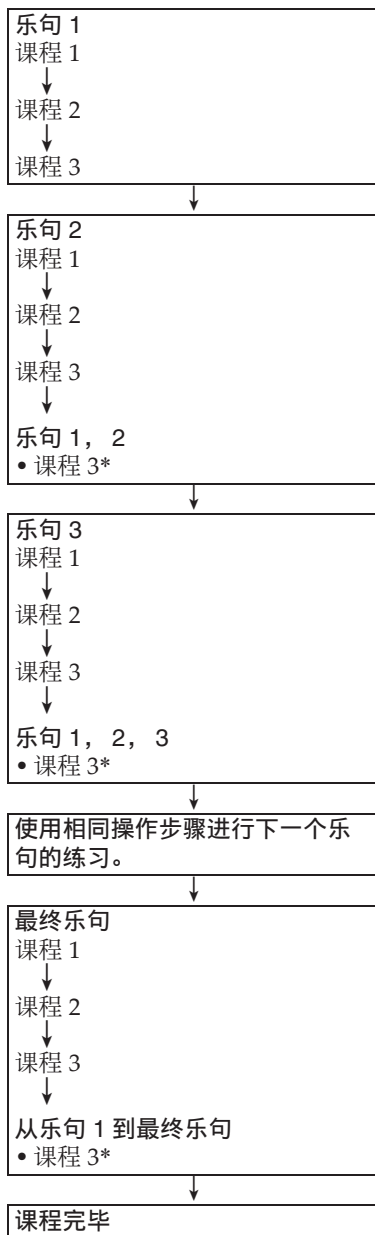 乐句 1
课程 1
课程 2
课程 3
乐句 2
课程 1
课程 2
课程 3
乐句 1， 2
• 课程 3*
乐句 3
课程 1
课程 2
课程 3
乐句 1， 2， 3
• 课程 3*
使用相同操作步骤进行下一个乐
句的练习。
最终乐句
课程 1
课程 2
课程 3
从乐句 1 到最终乐句
• 课程 3*
课程完毕